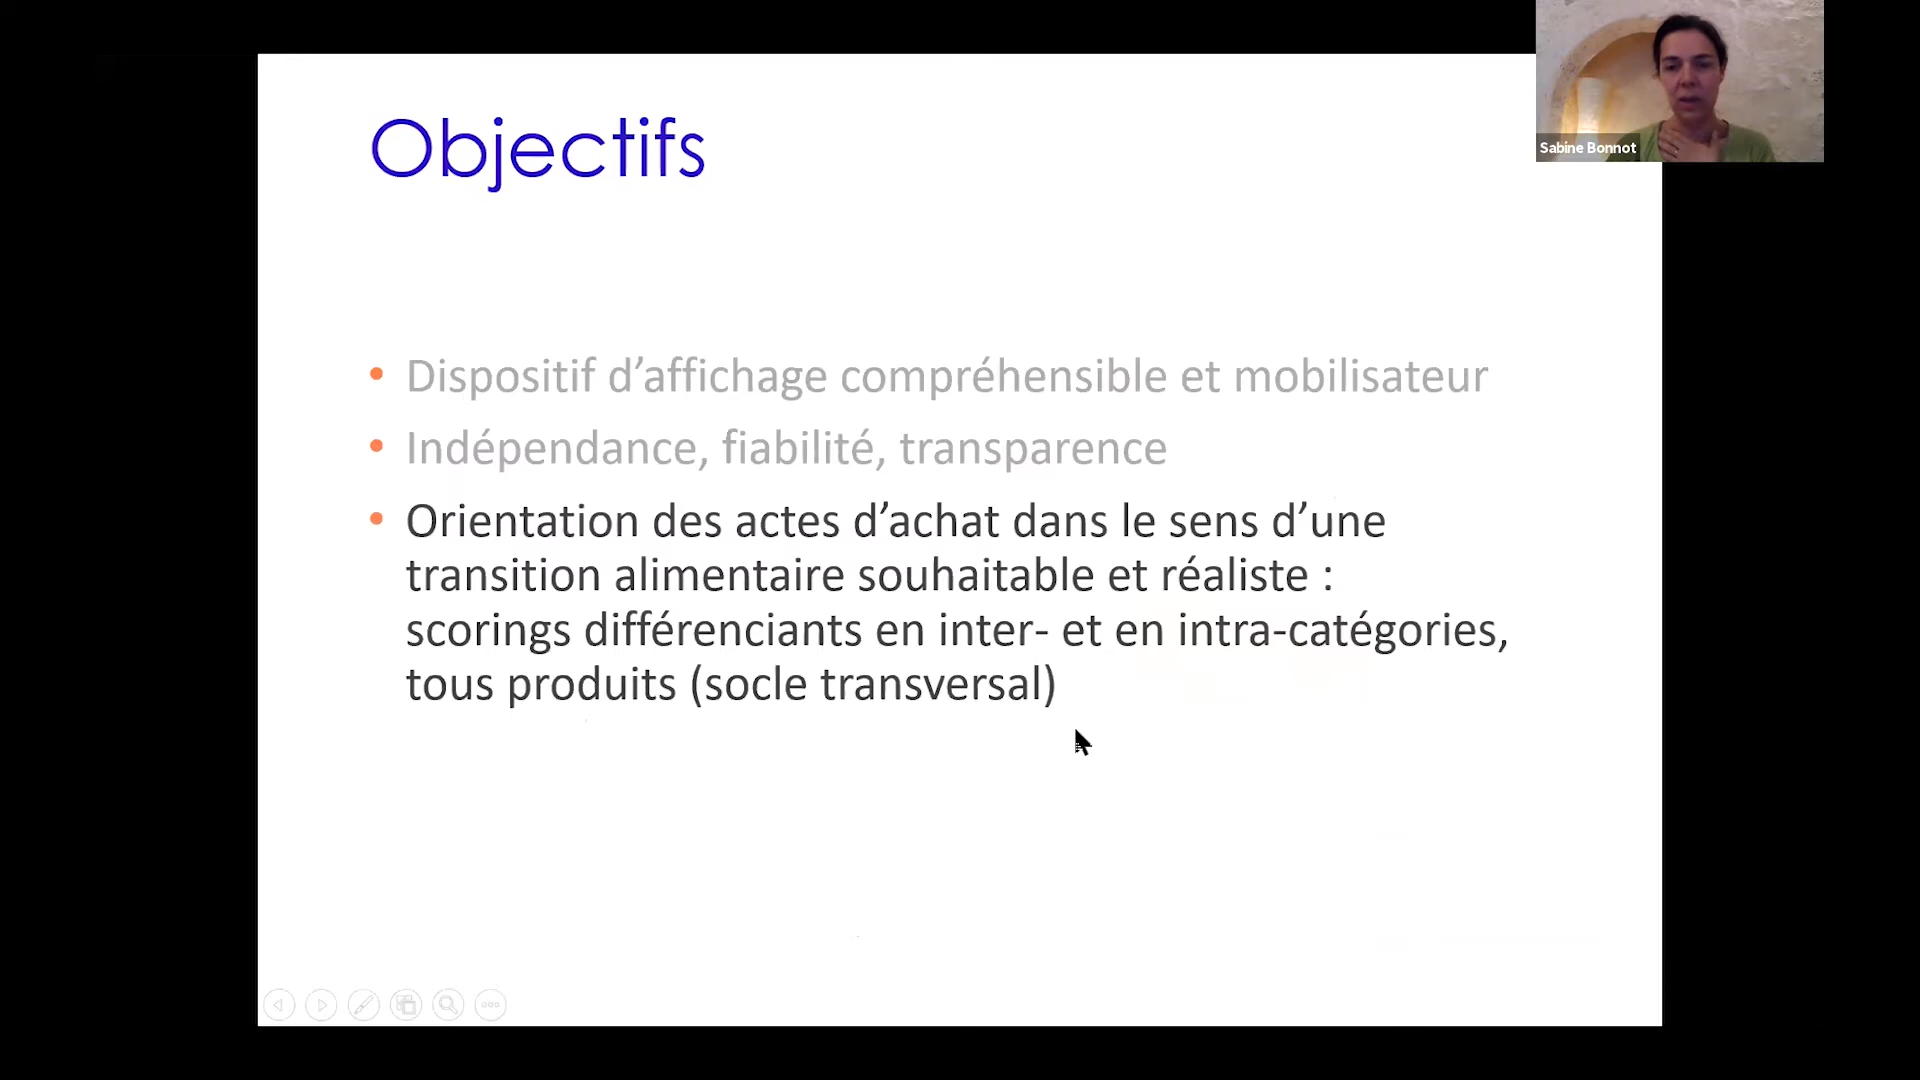 Objectifs
Sabine Bonnot
• Dispositif d’affichage compréhensible et mobilisateur
• Indépendance, fiabilité, transparence
• Orientation des actes d’achat dans le sens d’une
transition alimentaire souhaitable et réaliste :
scorings différenciants en inter- et en intra-catégories,
tous produits (socle transversal)